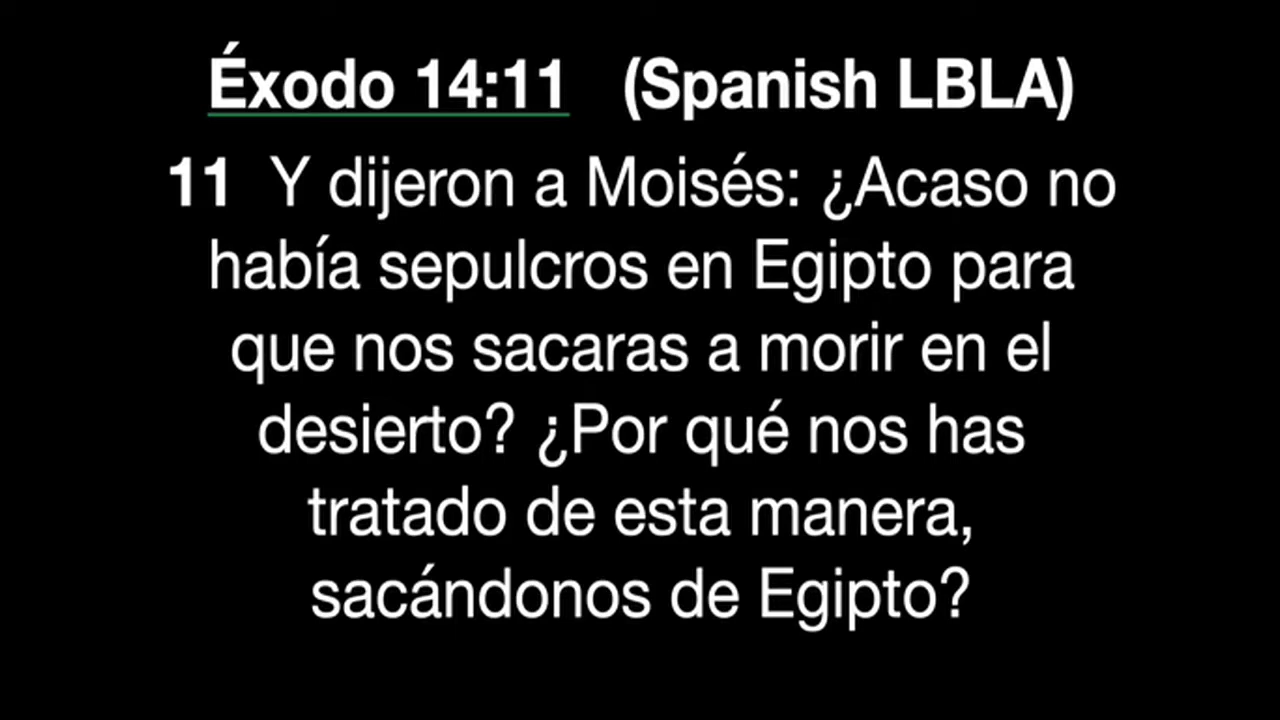 Éxodo 14:11 (Spanish LBLA)
11 Y dijeron a Moisés: ¿Acaso no
había sepulcros en Egipto para
que nos sacaras a morir en el
desierto? ¿Por qué nos has
tratado de esta manera,
sacándonos de Egipto?